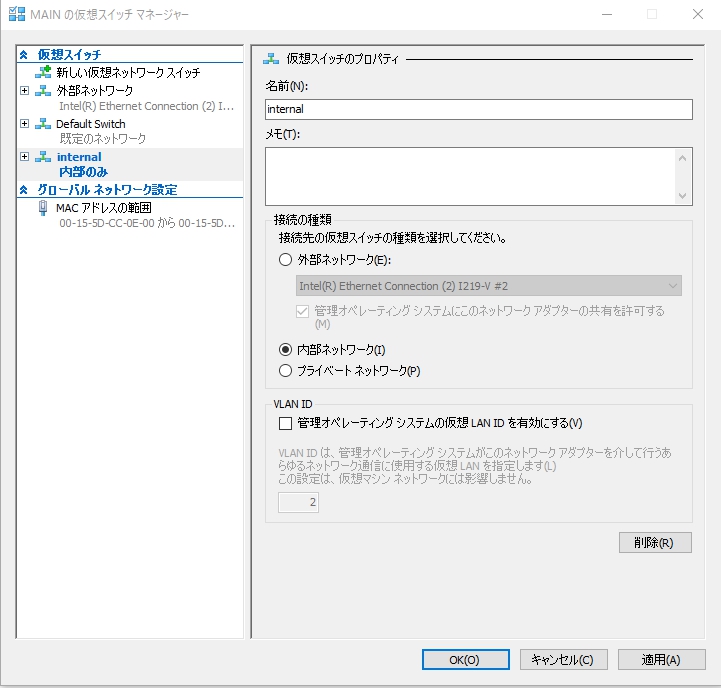 MAIN の仮想スイッチ マネージャー
仮想スイッチ
新しい仮想ネットワーク スイッチ
外部ネットワーク
Intel(R) Ethernet Connection (2) I...
Default Switch
既定のネットワーク
internal
内部のみ
グローバル ネットワーク設定
MAC アドレスの範囲
00-15-5D-CC-0E-00 から 00-15-5D...
仮想スイッチのプロパティ
名前(N):
internal
メモ(T):
接続の種類
接続先の仮想スイッチの種類を選択してください。
外部ネットワーク(E):
Intel(R) Ethernet Connection (2) I219-V #2
管理オペレーティング システムにこのネットワーク アダプターの共有を許可する
(M)
内部ネットワーク(I)
プライベート ネットワーク(P)
VLAN ID
管理オペレーティング システムの仮想 LAN ID を有効にする(V)
VLAN ID は、管理オペレーティング システムがこのネットワーク アダプターを介して行うあ
らゆるネットワーク通信に使用する仮想 LAN を指定します(L)
この設定は、仮想マシン ネットワークには影響しません。
2
削除(R)
OK(O)
キャンセル(C)
適用(A)